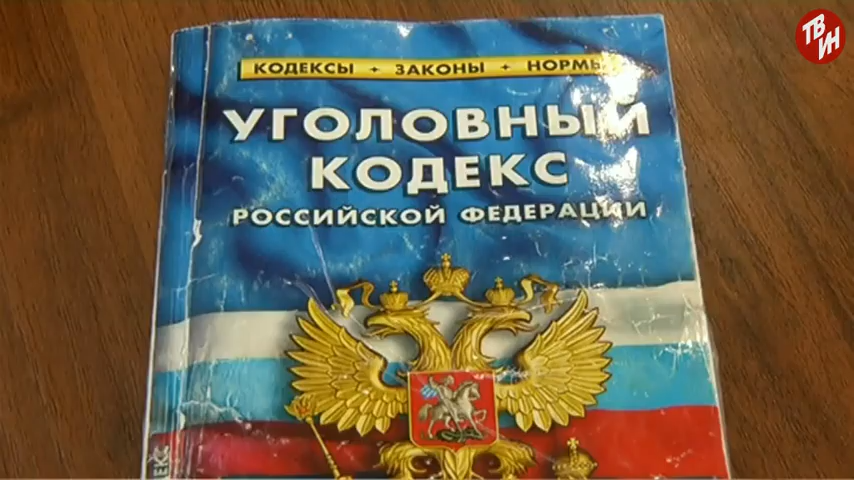 КОДЕКСЫ + ЗАКОНЫ + НОРМЫ
УГОЛОВНЫЙ
КОДЕКС
РОССИЙСКОЙ ФЕДЕРАЦИИ
ТВ
ИН